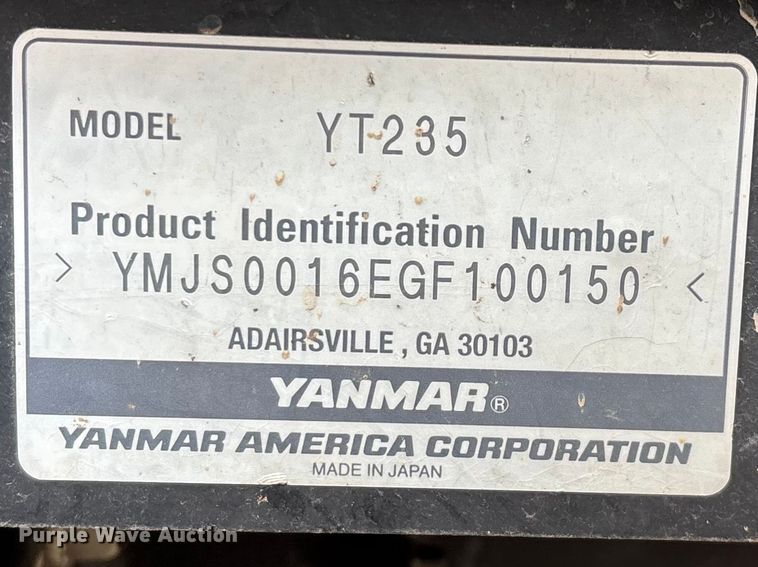 MODEL YT235
Product Identification Number
> YMJS0016EGF100150 <
ADAIRSVILLE, GA 30103
YANMAR®
YANMAR AMERICA CORPORATION
MADE IN JAPAN
Purple Wave Auction